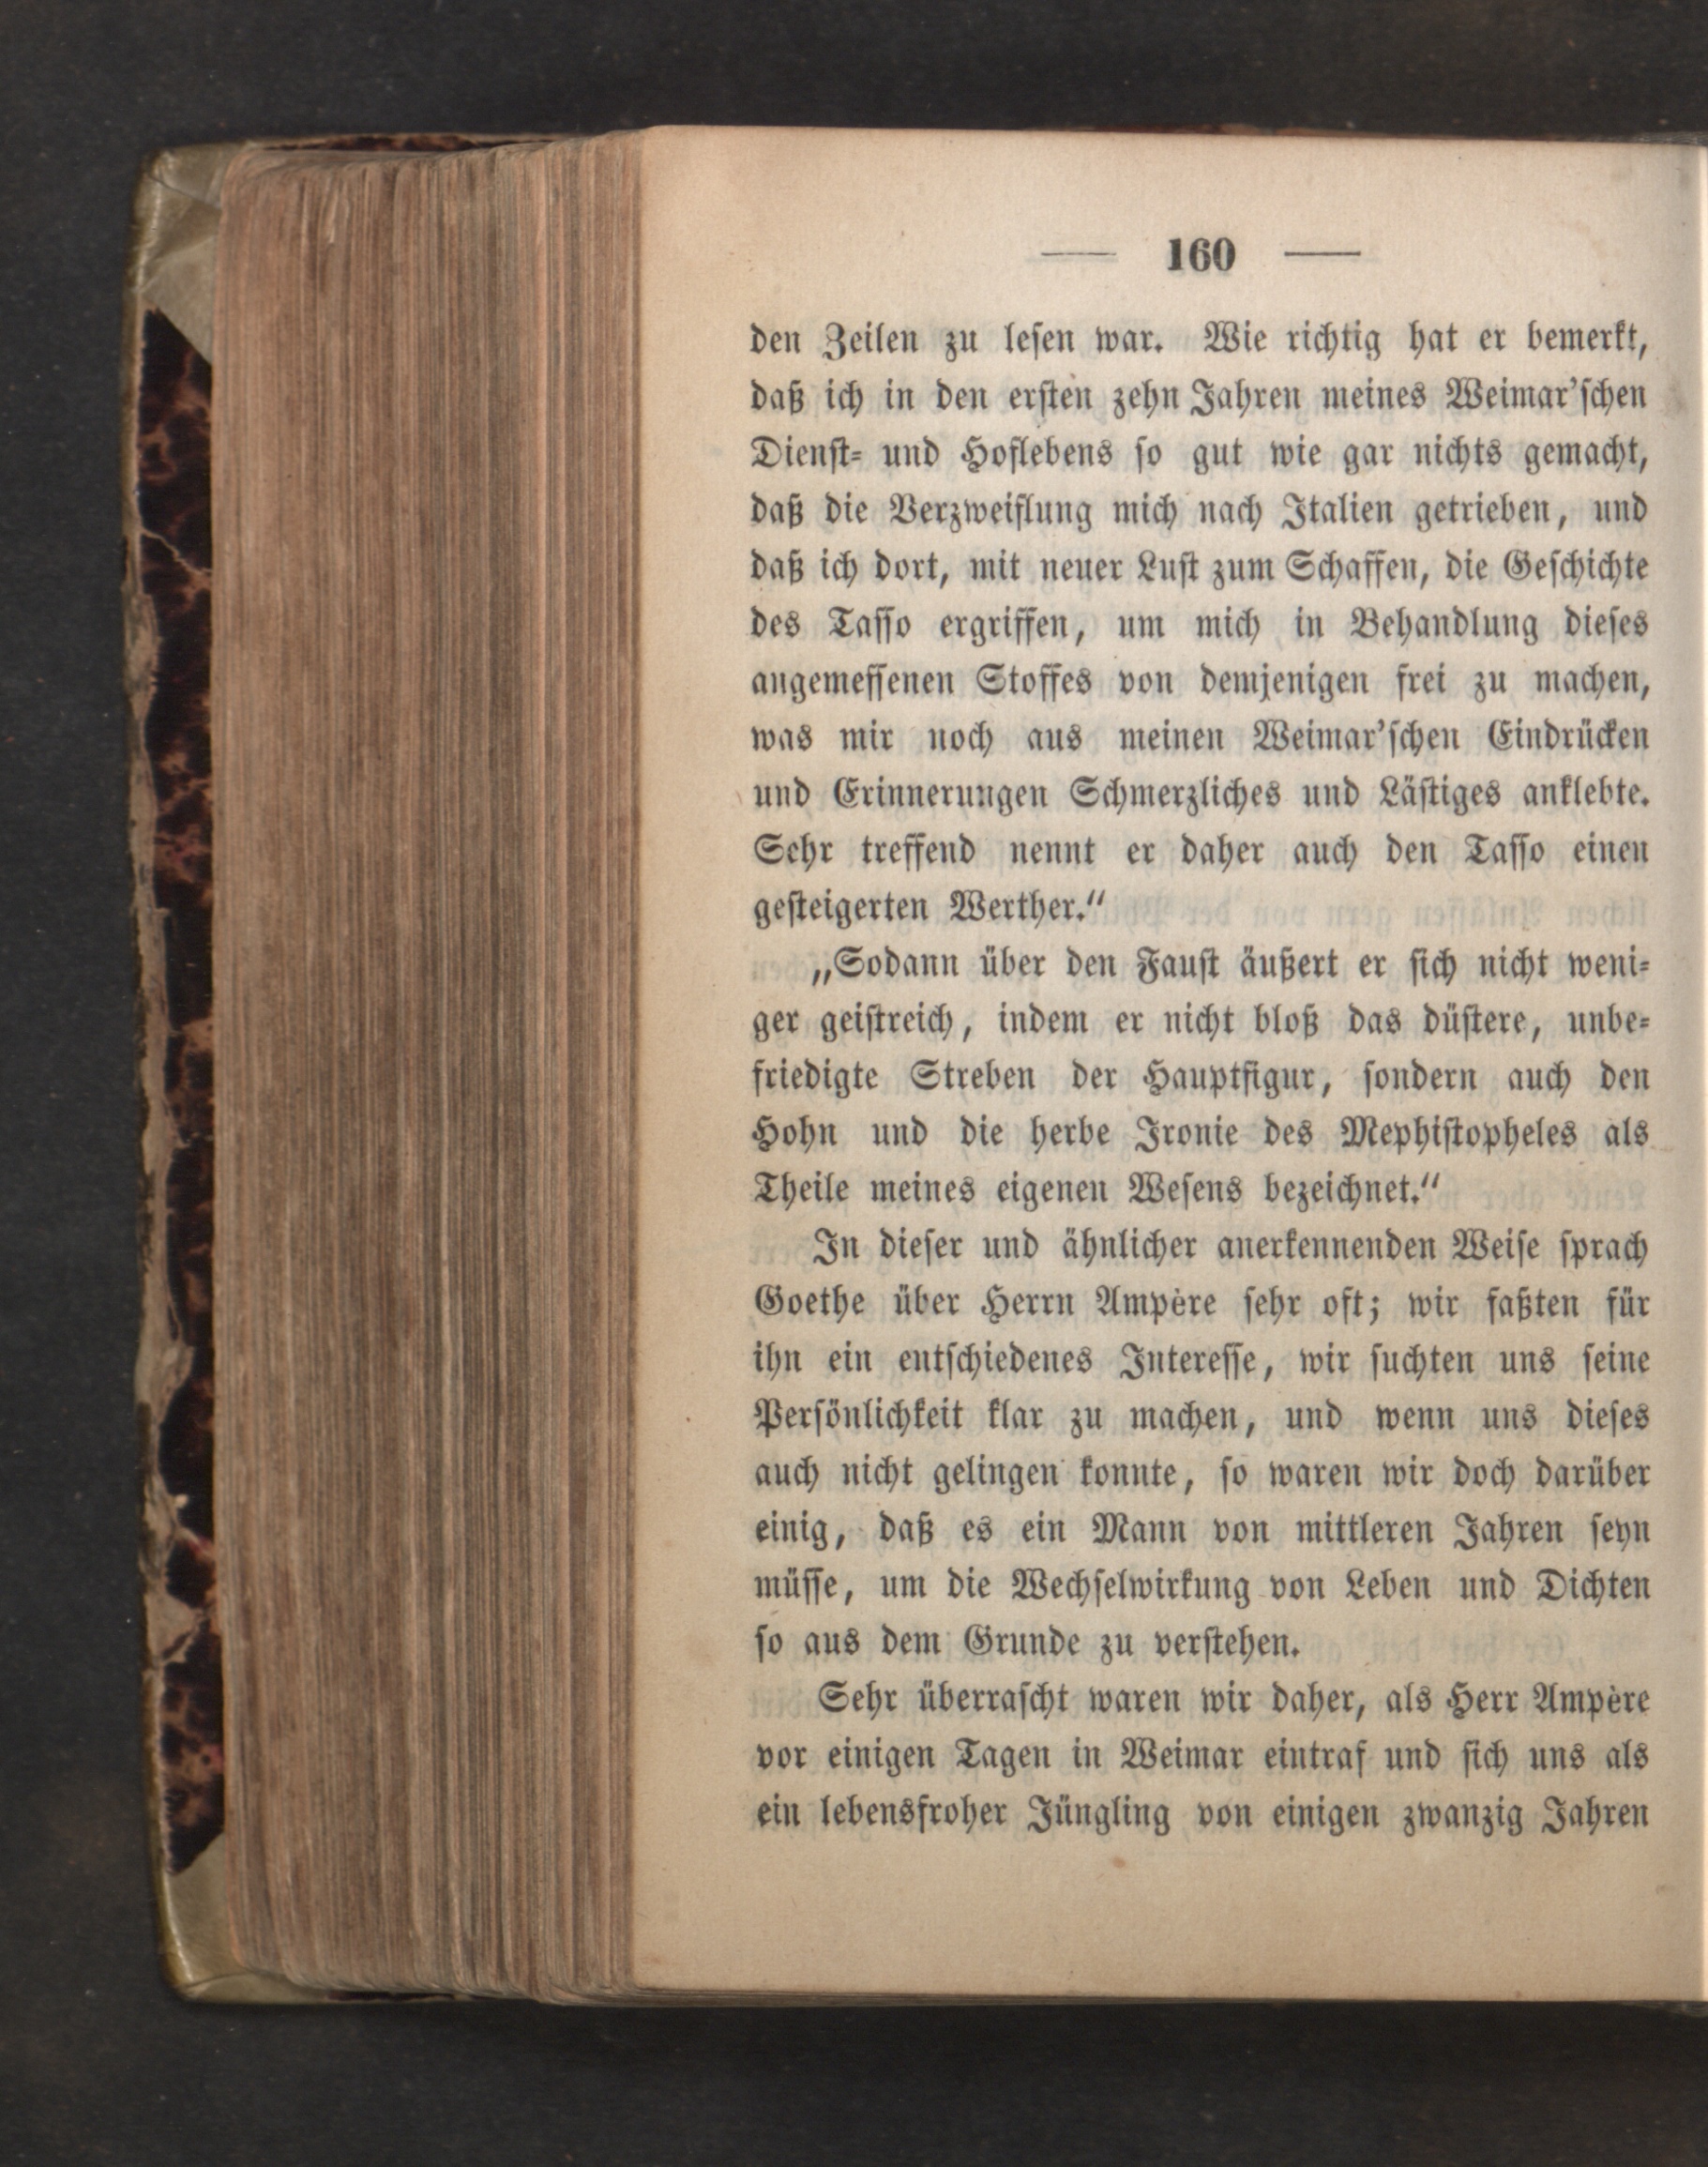 — 160 —
den Zeilen zu leſen war. Wie richtig hat er bemerkt,
daß ich in den erſten zehn Jahren meines Weimar’ſchen
Dienſt- und Hoflebens ſo gut wie gar nichts gemacht,
daß die Verzweiflung mich nach Italien getrieben, und
daß ich dort, mit neuer Luſt zum Schaffen, die Geſchichte
des Taſſo ergriffen, um mich in Behandlung dieſes
angemeſſenen Stoffes von demjenigen frei zu machen,
was mir noch aus meinen Weimar’ſchen Eindrücken
und Erinnerungen Schmerzliches und Läſtiges anklebte.
Sehr treffend nennt er daher auch den Taſſo einen
geſteigerten Werther.“
„Sodann über den Fauſt äußert er ſich nicht weni-
ger geiſtreich, indem er nicht bloß das düſtere, unbe-
friedigte Streben der Hauptfigur, ſondern auch den
Hohn und die herbe Ironie des Mephiſtopheles als
Theile meines eigenen Weſens bezeichnet.“
In dieſer und ähnlicher anerkennenden Weiſe ſprach
Goethe über Herrn Ampère ſehr oft; wir faßten für
ihn ein entſchiedenes Intereſſe, wir ſuchten uns ſeine
Perſönlichkeit klar zu machen, und wenn uns dieſes
auch nicht gelingen konnte, ſo waren wir doch darüber
einig, daß es ein Mann von mittleren Jahren ſeyn
müſſe, um die Wechſelwirkung von Leben und Dichten
ſo aus dem Grunde zu verſtehen.
Sehr überraſcht waren wir daher, als Herr Ampère
vor einigen Tagen in Weimar eintraf und ſich uns als
ein lebensfroher Jüngling von einigen zwanzig Jahren